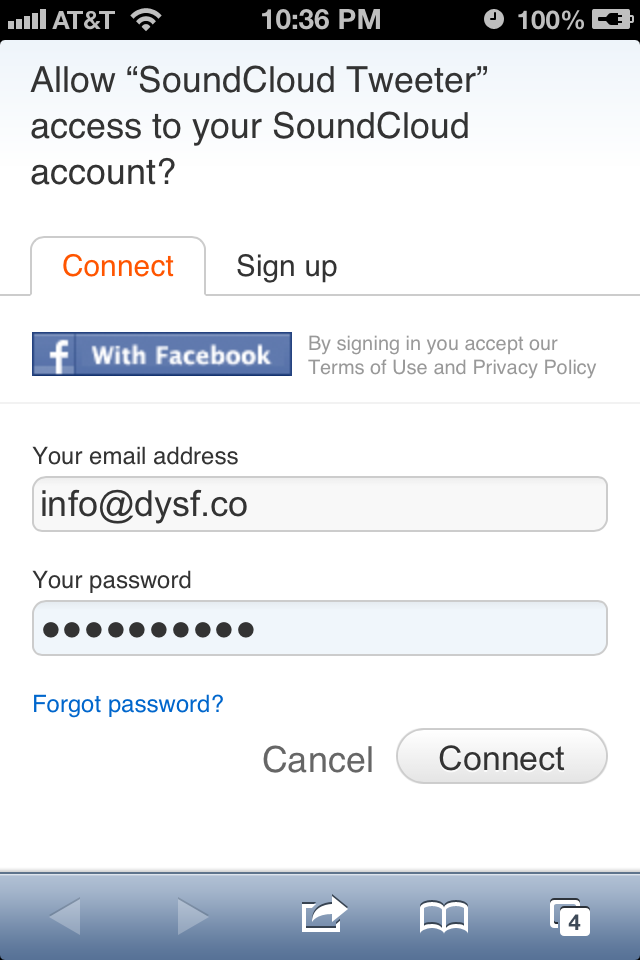 AT&T 10:36 PM 100%
Allow “SoundCloud Tweeter”
access to your SoundCloud
account?
Connect Sign up
f With Facebook
By signing in you accept our
Terms of Use and Privacy Policy
Your email address
info@dysf.co
Your password
●●●●●●●●●●
Forgot password?
Cancel Connect
4